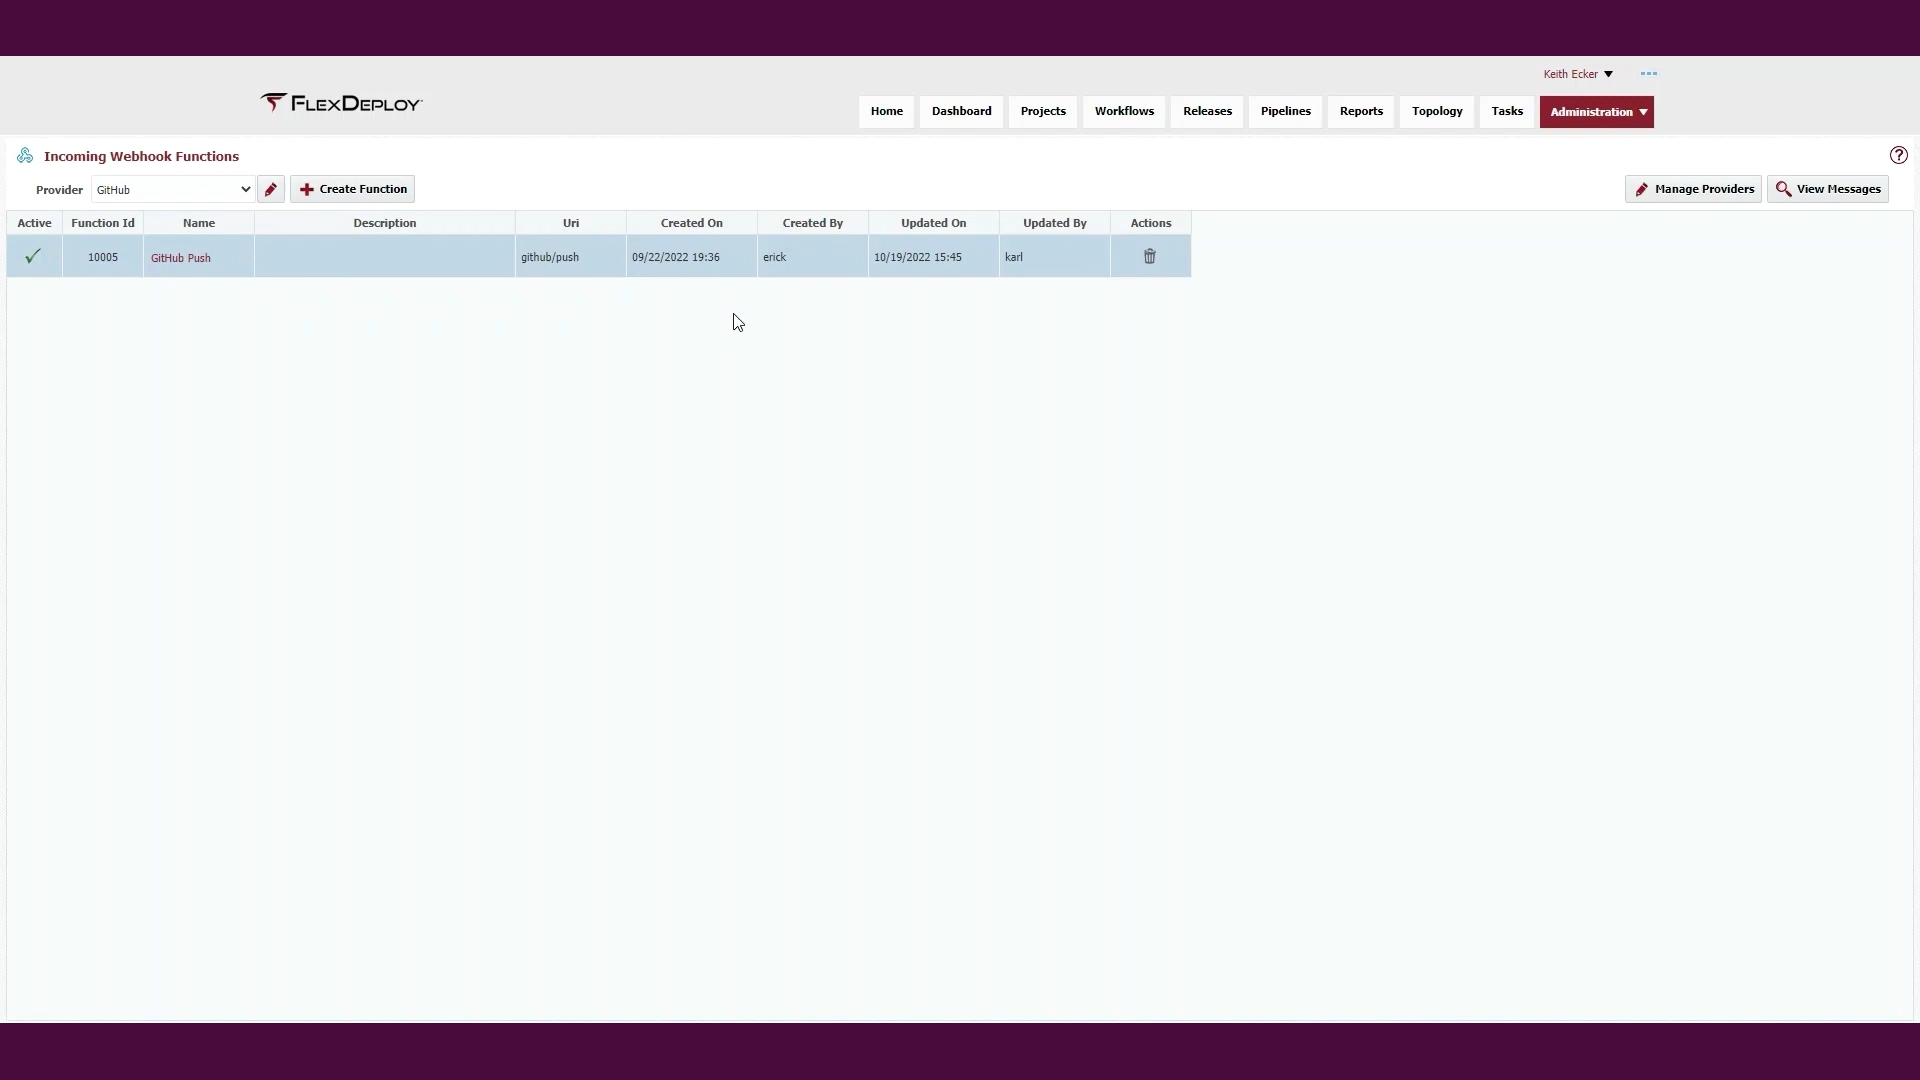 Keith Ecker
FLEXDEPLOY
Home Dashboard Projects Workflows Releases Pipelines Reports Topology Tasks Administration
Incoming Webhook Functions
Provider GitHub Create Function Manage Providers View Messages
Active Function Id Name Description Uri Created On Created By Updated On Updated By Actions
10005 GitHub Push github/push 09/22/2022 19:36 erick 10/19/2022 15:45 karl